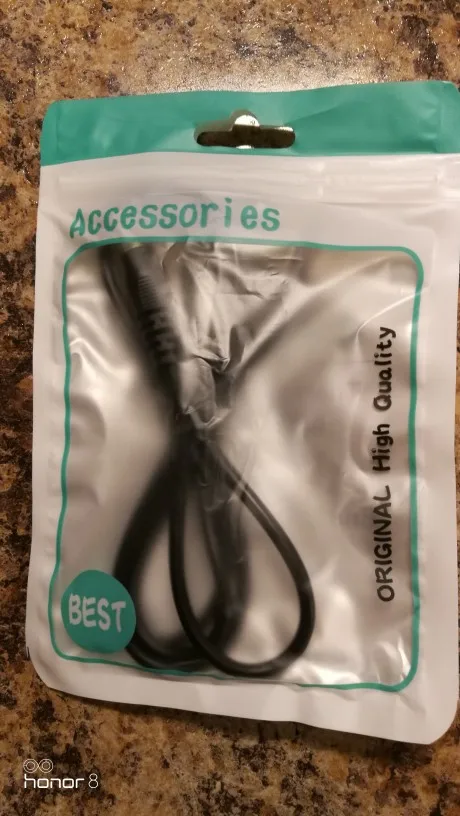 Accessories
ORIGINAL High Quality
BEST
honor 8